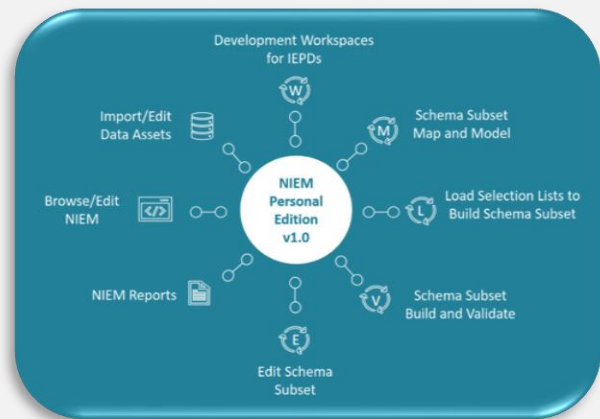 Development Workspaces
for IEPDs
W
Import/Edit
Data Assets
Schema Subset
Map and Model
M
Browse/Edit
NIEM
</>
NIEM
Personal
Edition
v1.0
L
Load Selection Lists to
Build Schema Subset
NIEM Reports
V
Schema Subset
Build and Validate
E
Edit Schema
Subset